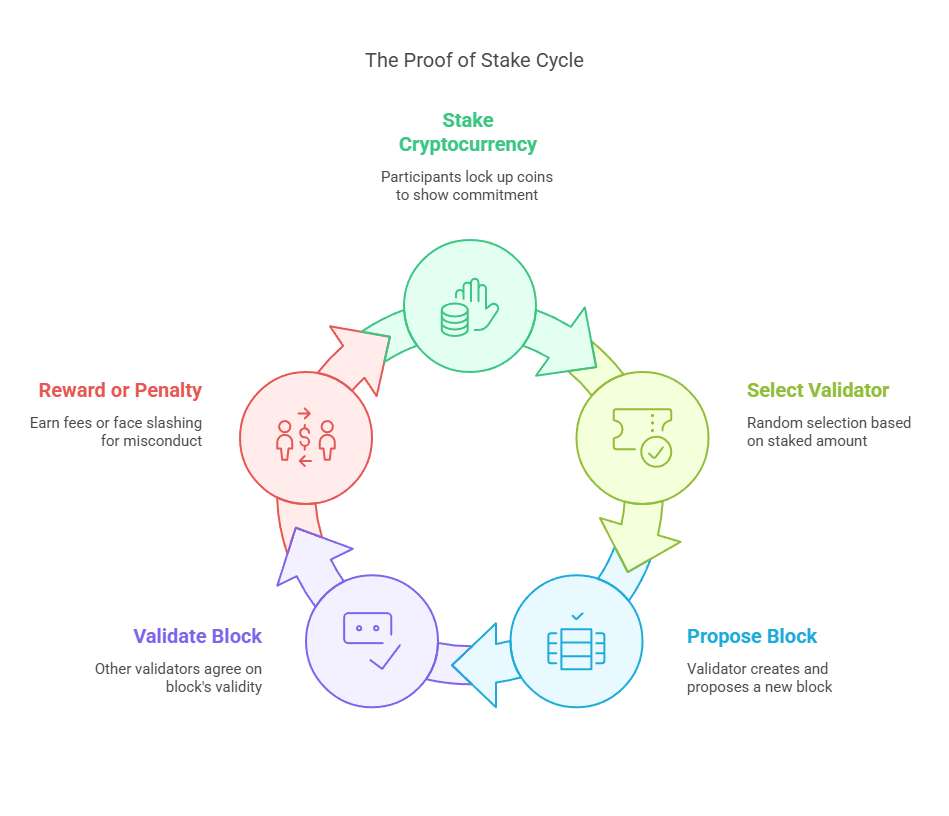 The Proof of Stake Cycle
Stake
Cryptocurrency
Participants lock up coins
to show commitment
Reward or Penalty
Earn fees or face slashing
for misconduct
Select Validator
Random selection based
on staked amount
$
Validate Block
Other validators agree on
block's validity
Propose Block
Validator creates and
proposes a new block